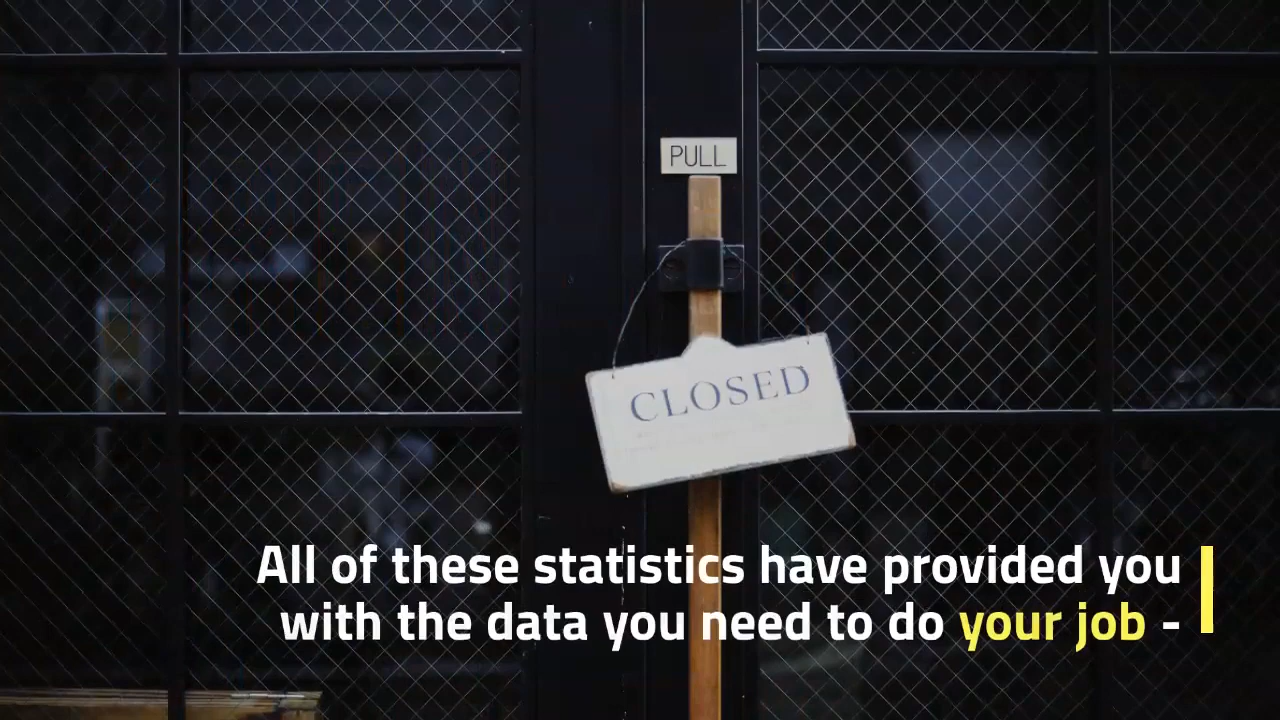 PULL
CLOSED
All of these statistics have provided you
with the data you need to do your job -